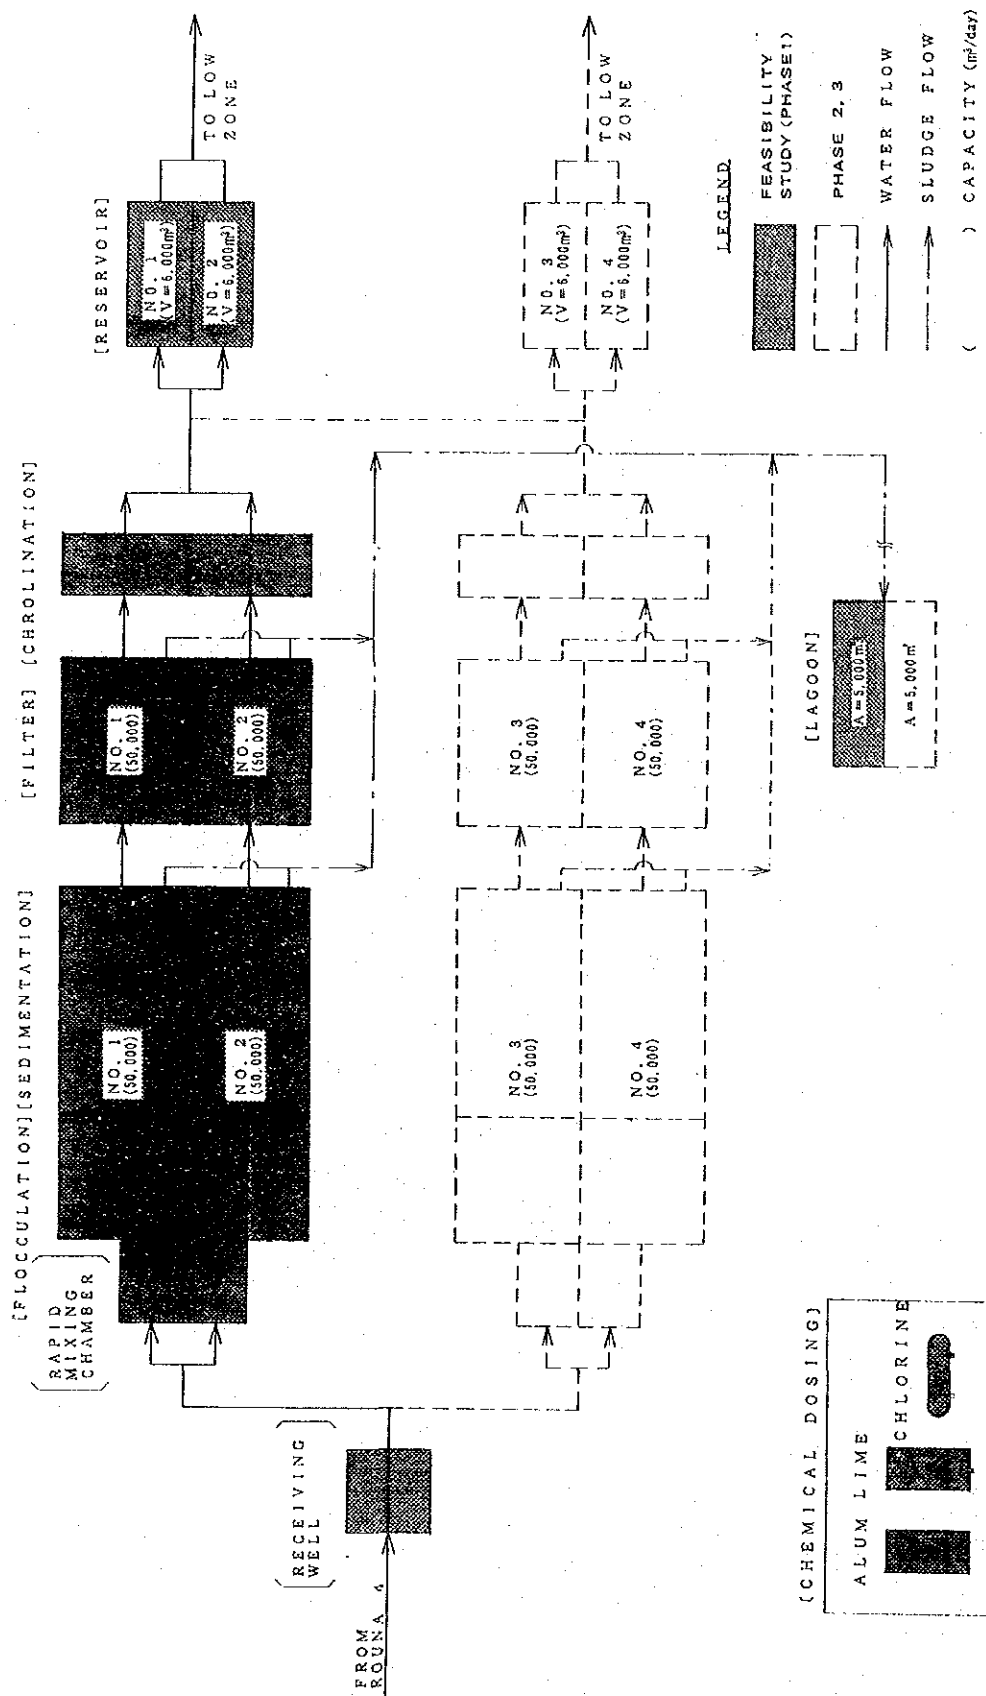 [FLOCCULATION][SEDIMENTATION]
[FILTER]
[CHROLINATION]
[RESERVOIR]
RAPID
MIXING
CHAMBER
NO. 1
(50,000)
NO. 2
(50,000)
NO. 1
(50,000)
NO. 2
(50,000)
NO. 1
(V=6,000m³)
NO. 2
(V=6,000m³)
TO LOW
ZONE
RECEIVING
WELL
FROM
ROUNA 4
NO. 3
(50,000)
NO. 4
(50,000)
NO. 3
(50,000)
NO. 4
(50,000)
NO. 3
(V=6,000m³)
NO. 4
(V=6,000m³)
TO LOW
ZONE
[LAGOON]
A=5,000m²
A=5,000m²
[CHEMICAL DOSING]
ALUM LIME
CHLORINE
LEGEND
FEASIBILITY
STUDY (PHASE1)
PHASE 2, 3
WATER FLOW
SLUDGE FLOW
( ) CAPACITY (m³/day)